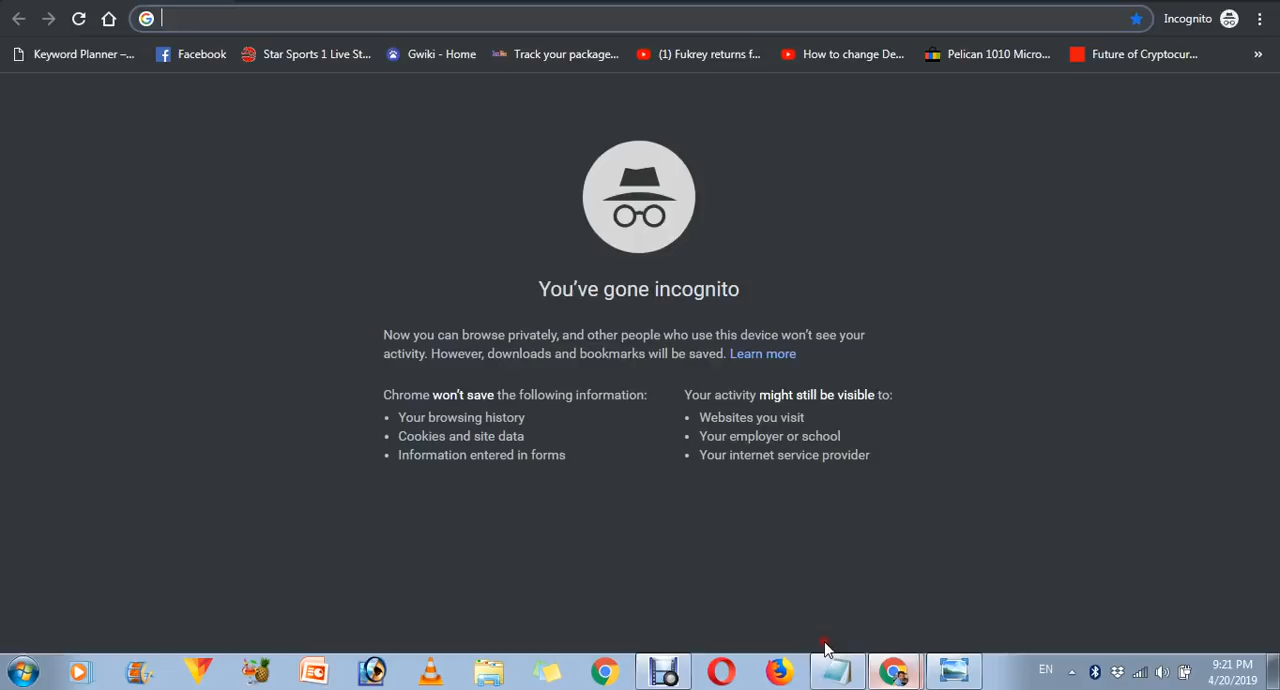 Incognito
Keyword Planner –... Facebook Star Sports 1 Live St... Gwiki - Home Track your package... (1) Fukrey returns f... How to change De... Pelican 1010 Micro... Future of Cryptocur... »
You've gone incognito
Now you can browse privately, and other people who use this device won't see your
activity. However, downloads and bookmarks will be saved. Learn more
Chrome won't save the following information:
• Your browsing history
• Cookies and site data
• Information entered in forms
Your activity might still be visible to:
• Websites you visit
• Your employer or school
• Your internet service provider
EN
9:21 PM
4/20/2019